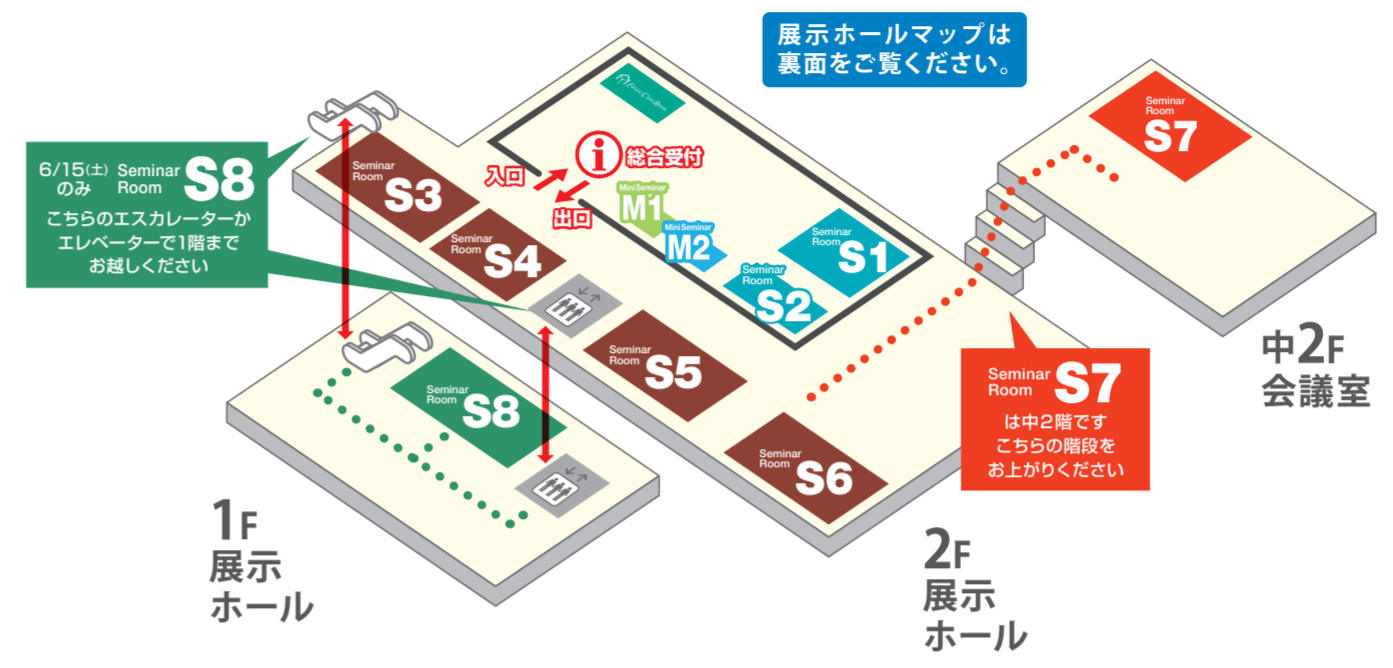 展示ホールマップは
裏面をご覧ください。
6/15(土)
のみ
Seminar
Room
S8
こちらのエスカレーターか
エレベーターで1階まで
お越しください
入口
出口
i
総合受付
Mini Seminar
M1
Mini Seminar
M2
Seminar
Room
S1
Seminar
Room
S2
Seminar
Room
S3
Seminar
Room
S4
Seminar
Room
S5
Seminar
Room
S6
Seminar
Room
S7
Seminar
Room
S7
は中2階です
こちらの階段を
お上がりください
Seminar
Room
S8
1F
展示
ホール
2F
展示
ホール
中2F
会議室